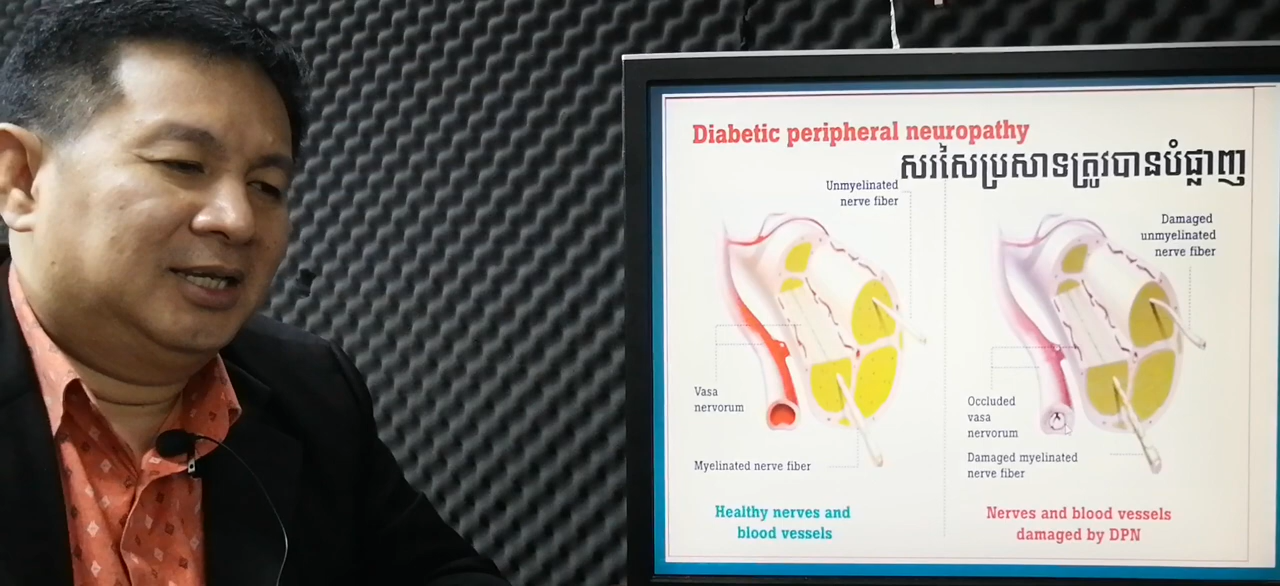 Diabetic peripheral neuropathy
សរសៃប្រសាទត្រូវបានបំផ្លាញ
Unmyelinated
nerve fiber
Vasa
nervorum
Myelinated nerve fiber
Healthy nerves and
blood vessels
Damaged
unmyelinated
nerve fiber
Occluded
vasa
nervorum
Damaged myelinated
nerve fiber
Nerves and blood vessels
damaged by DPN